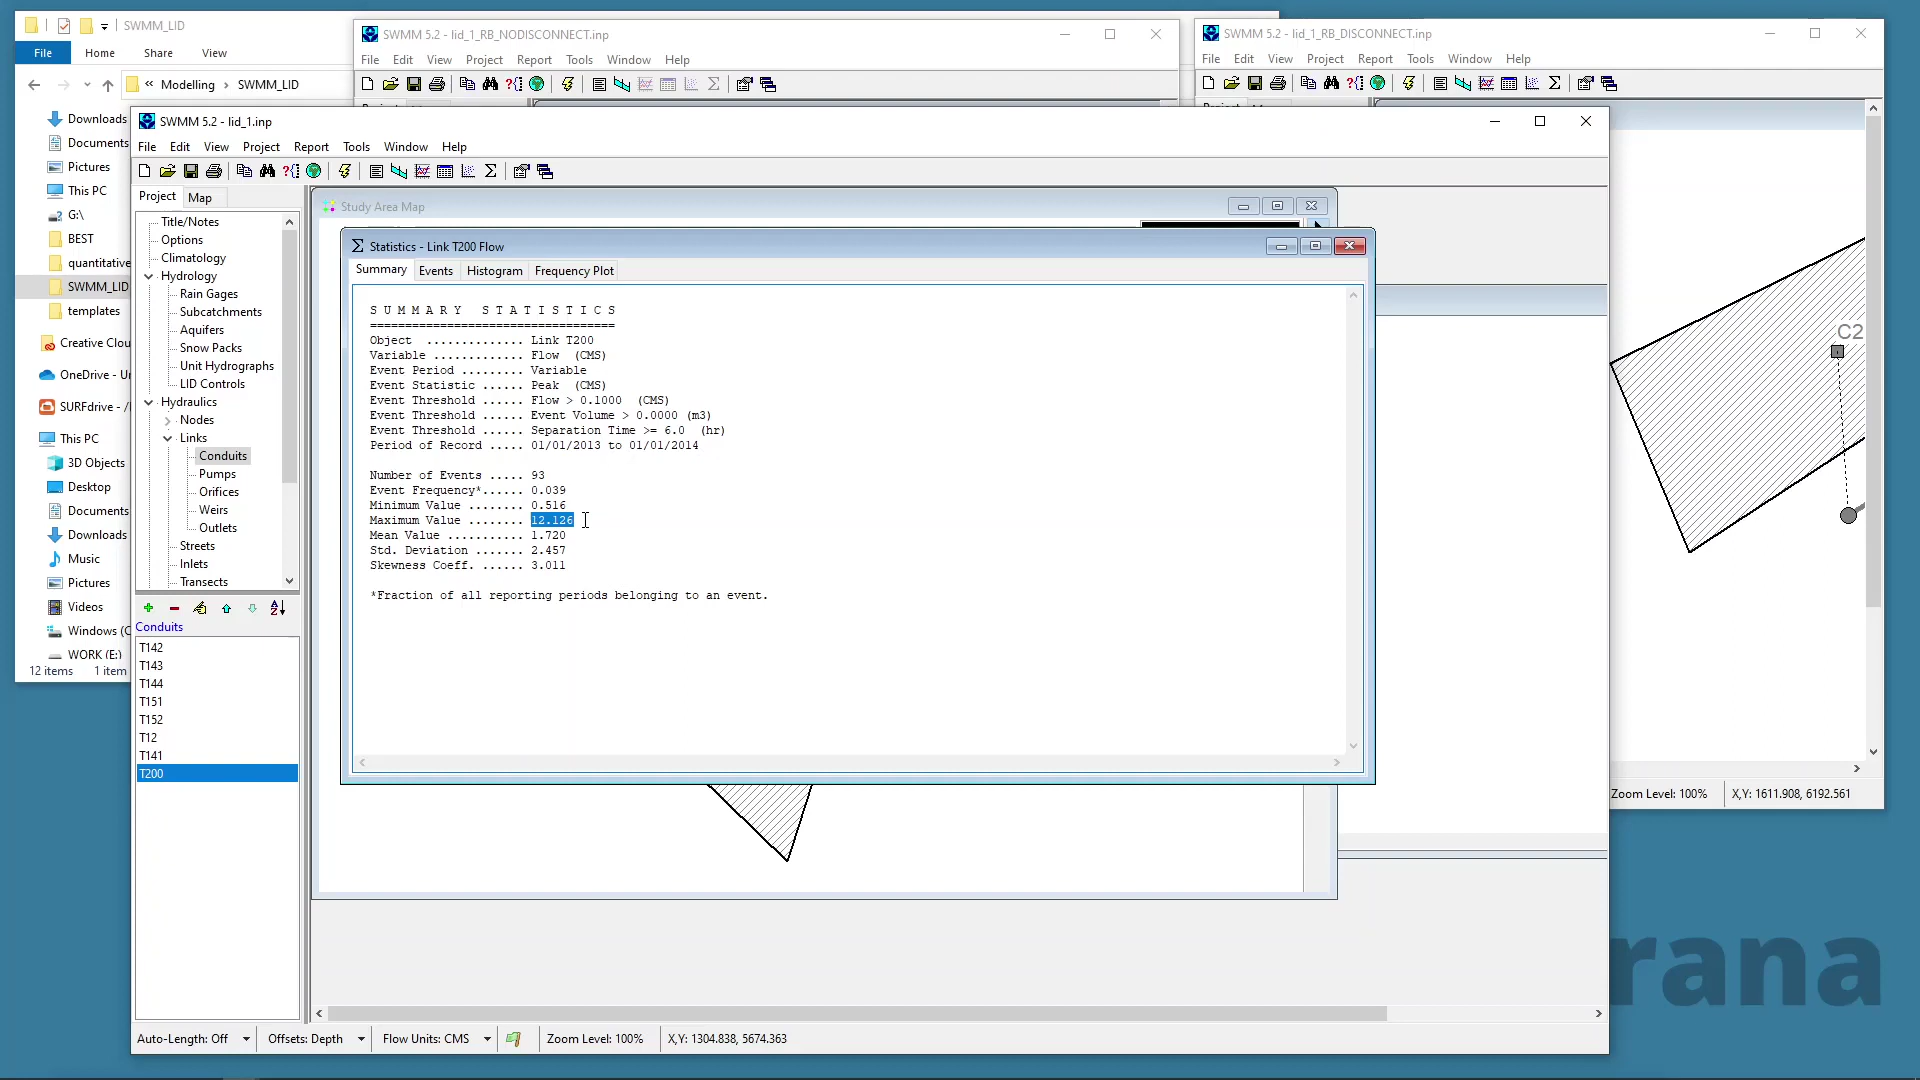 SWMM_LID
File
Home
Share
View
Modelling
SWMM_LID
Downloads
Documents
Pictures
This PC
G:\
BEST
quantitative
SWMM_LID
templates
Creative Clou
OneDrive - Ur
SURFdrive - /
This PC
3D Objects
Desktop
Documents
Downloads
Music
Pictures
Videos
Windows (C
WORK (E:)
12 items
1 item
SWMM 5.2 - lid_1_RB_NODISCONNECT.inp
File Edit View Project Report Tools Window Help
SWMM 5.2 - lid_1_RB_DISCONNECT.inp
File Edit View Project Report Tools Window Help
C2
Zoom Level: 100%
X,Y: 1611.908, 6192.561
SWMM 5.2 - lid_1.inp
File Edit View Project Report Tools Window Help
Project
Map
Title/Notes
Options
Climatology
Hydrology
Rain Gages
Subcatchments
Aquifers
Snow Packs
Unit Hydrographs
LID Controls
Hydraulics
Nodes
Links
Conduits
Pumps
Orifices
Weirs
Outlets
Streets
Inlets
Transects
Conduits
T142
T143
T144
T151
T152
T12
T141
T200
Study Area Map
Σ Statistics - Link T200 Flow
Summary
Events
Histogram
Frequency Plot
S U M M A R Y   S T A T I S T I C S
===================================
Object .............. Link T200
Variable ............. Flow (CMS)
Event Period ......... Variable
Event Statistic ...... Peak (CMS)
Event Threshold ...... Flow > 0.1000 (CMS)
Event Threshold ...... Event Volume > 0.0000 (m3)
Event Threshold ...... Separation Time >= 6.0 (hr)
Period of Record ..... 01/01/2013 to 01/01/2014
Number of Events ..... 93
Event Frequency*...... 0.039
Minimum Value ........ 0.516
Maximum Value ........ 12.126
Mean Value ........... 1.720
Std. Deviation ....... 2.457
Skewness Coeff. ...... 3.011
*Fraction of all reporting periods belonging to an event.
rana
Auto-Length: Off
Offsets: Depth
Flow Units: CMS
Zoom Level: 100%
X,Y: 1304.838, 5674.363